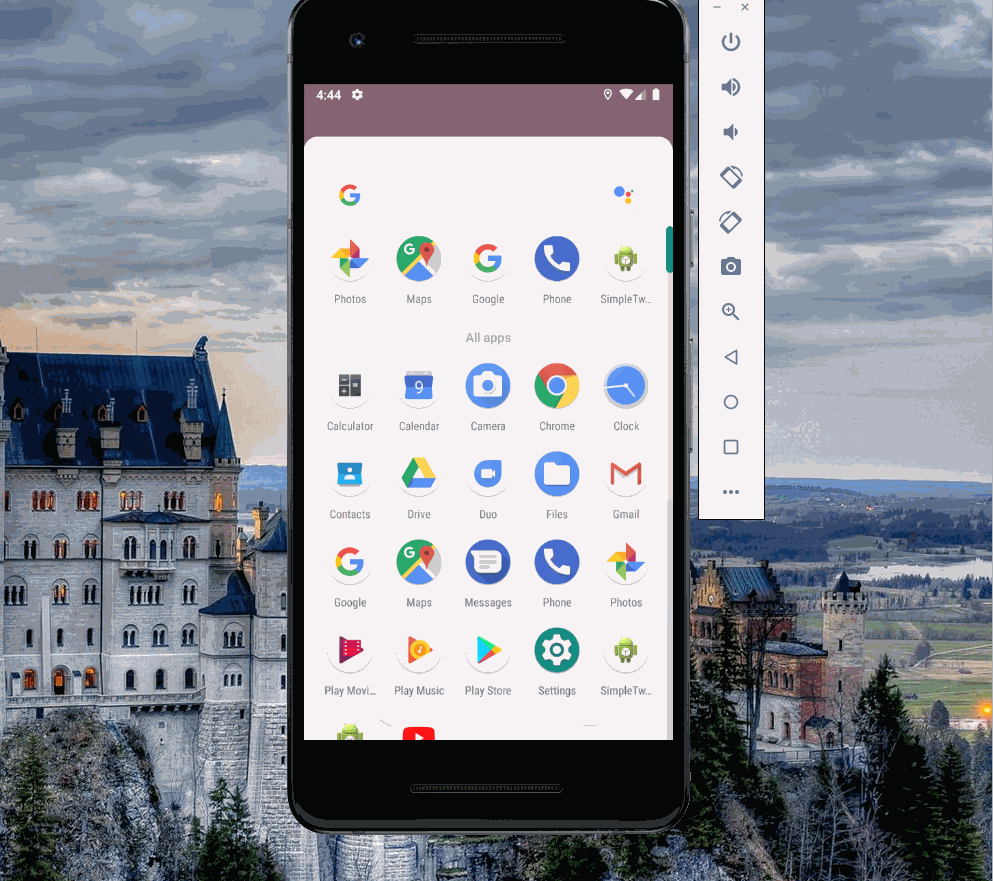 4:44
Photos Maps Google Phone SimpleTw...
All apps
Calculator Calendar Camera Chrome Clock
Contacts Drive Duo Files Gmail
Google Maps Messages Phone Photos
Play Movi... Play Music Play Store Settings SimpleTw...